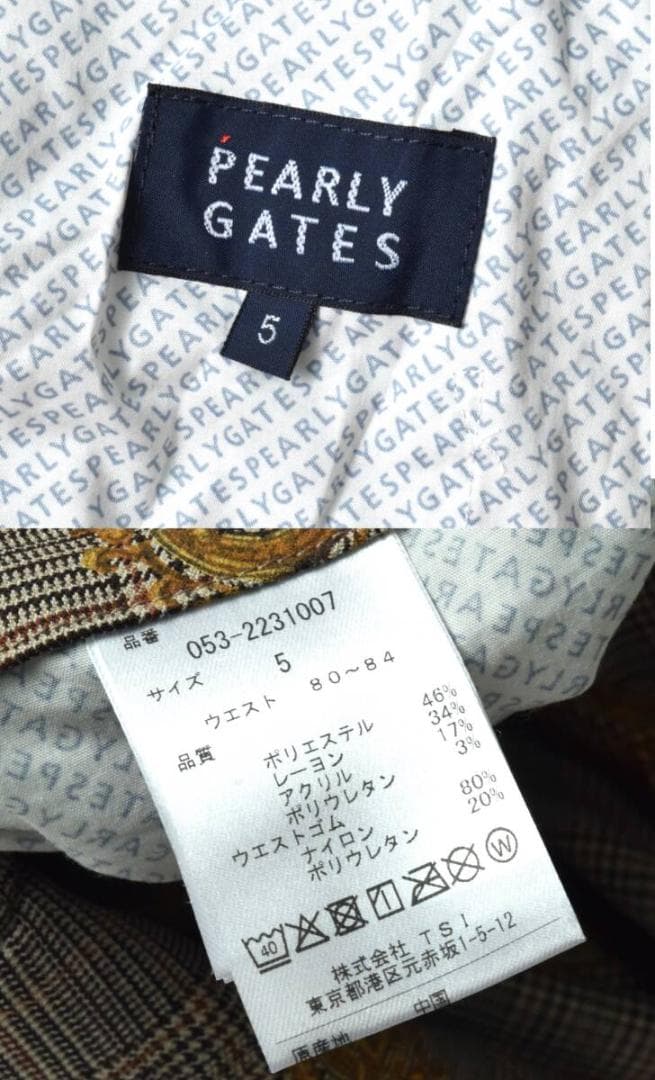 PEARLY
GATES
5
品番 053-2231007
サイズ 5
ウエスト 80～84
品質 ポリエステル 46%
レーヨン 34%
アクリル 17%
ポリウレタン 3%
ウエストゴム
ナイロン 80%
ポリウレタン 20%
40
1
W
株式会社 TSI
東京都港区元赤坂1-5-12
原産地 中国